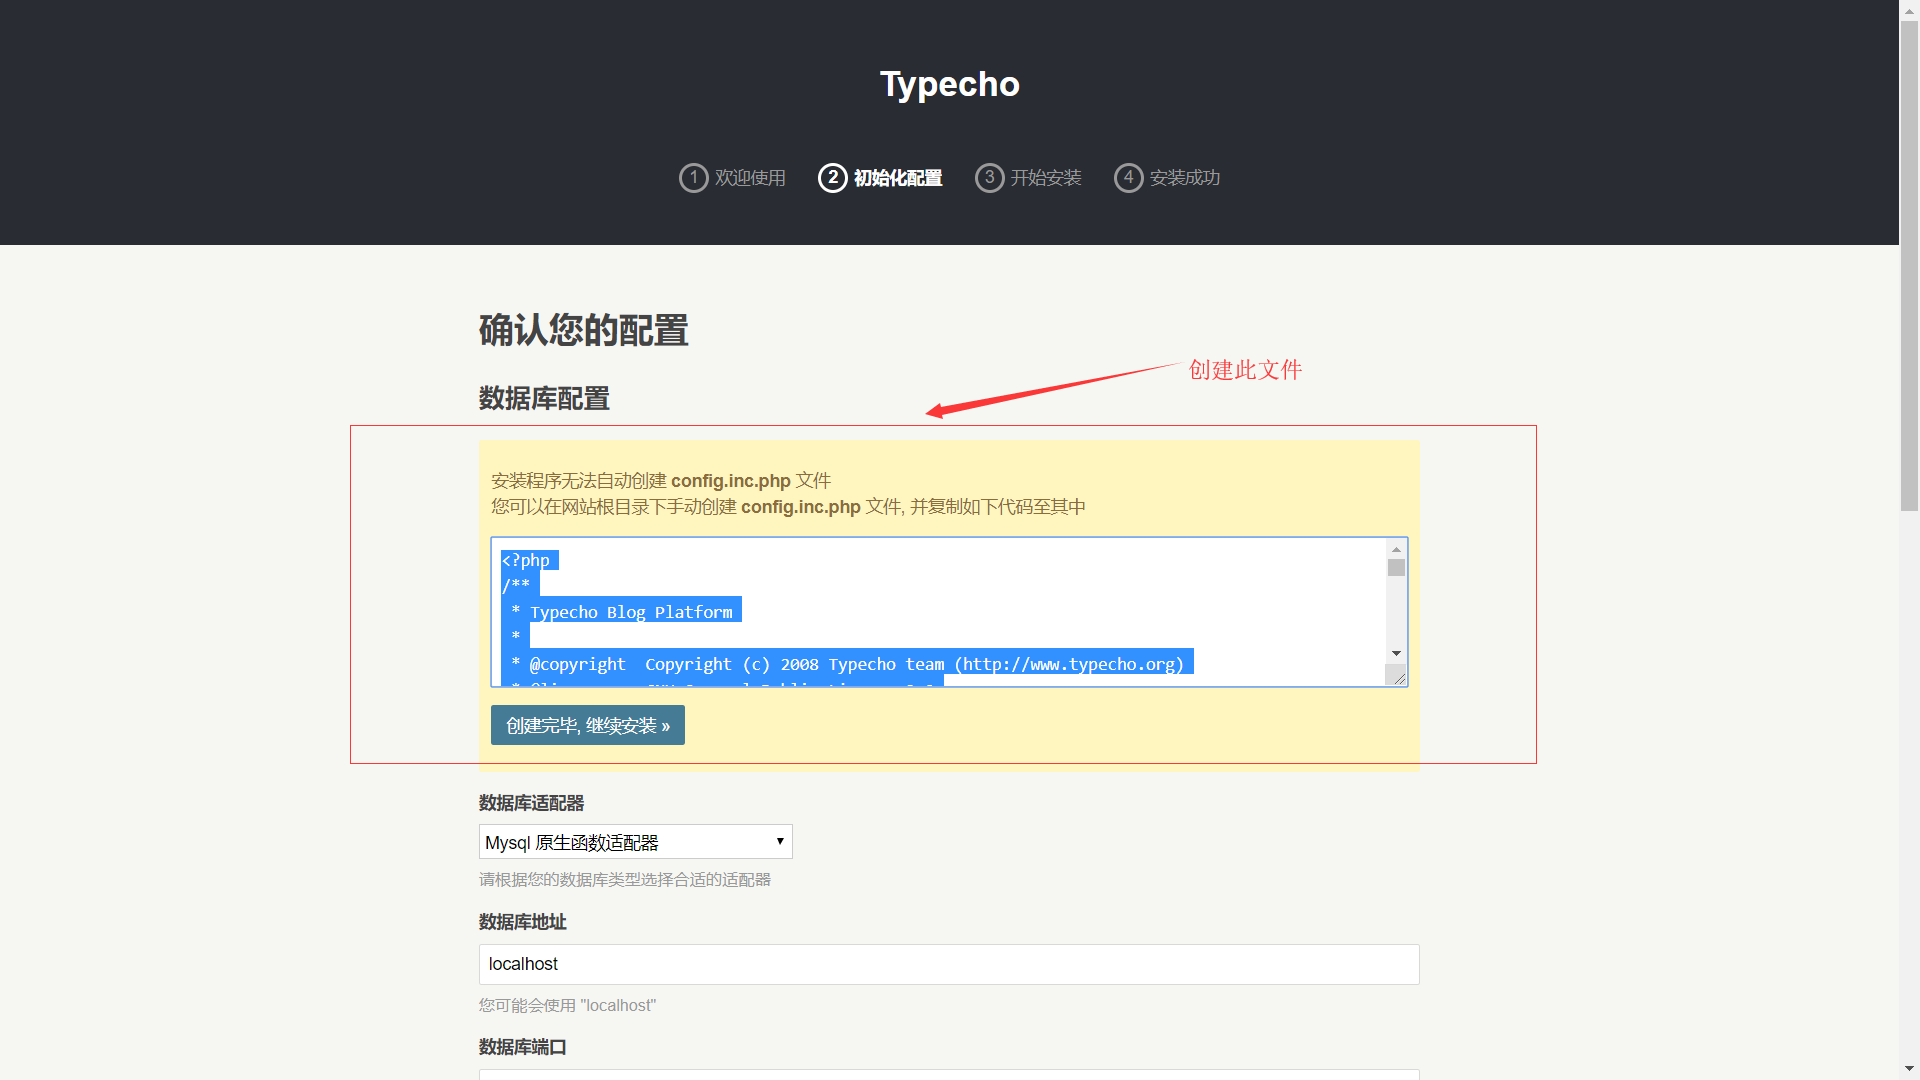 Typecho
1 欢迎使用 2 初始化配置 3 开始安装 4 安装成功
确认您的配置
创建此文件
数据库配置
安装程序无法自动创建 config.inc.php 文件
您可以在网站根目录下手动创建 config.inc.php 文件, 并复制如下代码至其中
<?php
/**
* Typecho Blog Platform
*
* @copyright  Copyright (c) 2008 Typecho team (http://www.typecho.org)
创建完毕, 继续安装 »
数据库适配器
Mysql 原生函数适配器
请根据您的数据库类型选择合适的适配器
数据库地址
localhost
您可能会使用 "localhost"
数据库端口